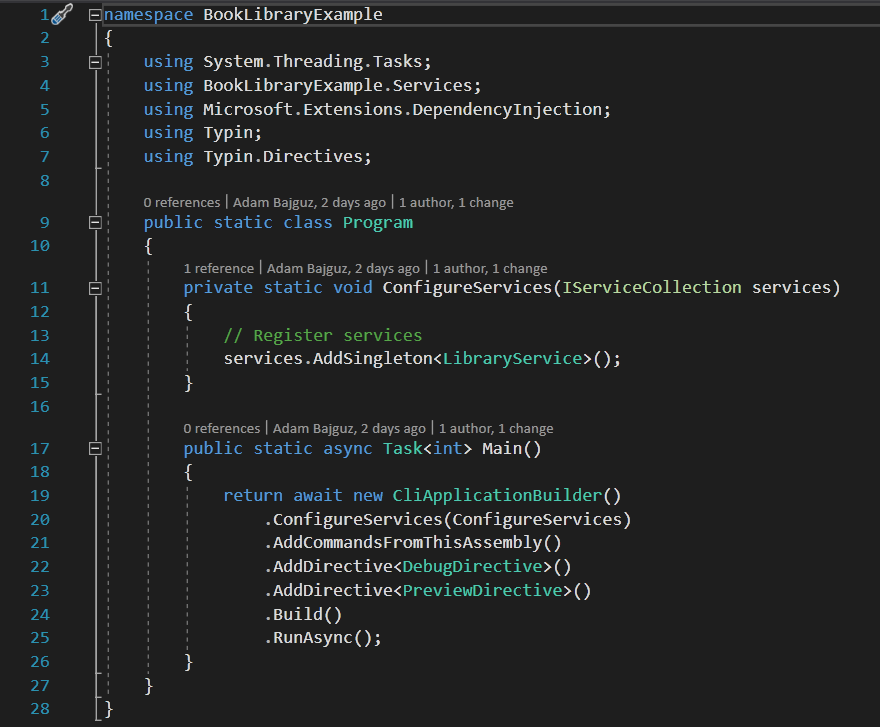 1 namespace BookLibraryExample
2 {
3 using System.Threading.Tasks;
4 using BookLibraryExample.Services;
5 using Microsoft.Extensions.DependencyInjection;
6 using Typin;
7 using Typin.Directives;
8
0 references | Adam Bajguz, 2 days ago | 1 author, 1 change
9 public static class Program
10 {
1 reference | Adam Bajguz, 2 days ago | 1 author, 1 change
11 private static void ConfigureServices(IServiceCollection services)
12 {
13 // Register services
14 services.AddSingleton<LibraryService>();
15 }
16
0 references | Adam Bajguz, 2 days ago | 1 author, 1 change
17 public static async Task<int> Main()
18 {
19 return await new CliApplicationBuilder()
20 .ConfigureServices(ConfigureServices)
21 .AddCommandsFromThisAssembly()
22 .AddDirective<DebugDirective>()
23 .AddDirective<PreviewDirective>()
24 .Build()
25 .RunAsync();
26 }
27 }
28 }